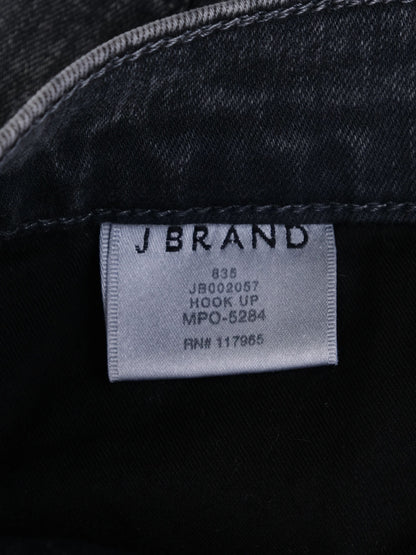 J BRAND
835
JB002057
HOOK UP
MPO-5284
RN# 117965